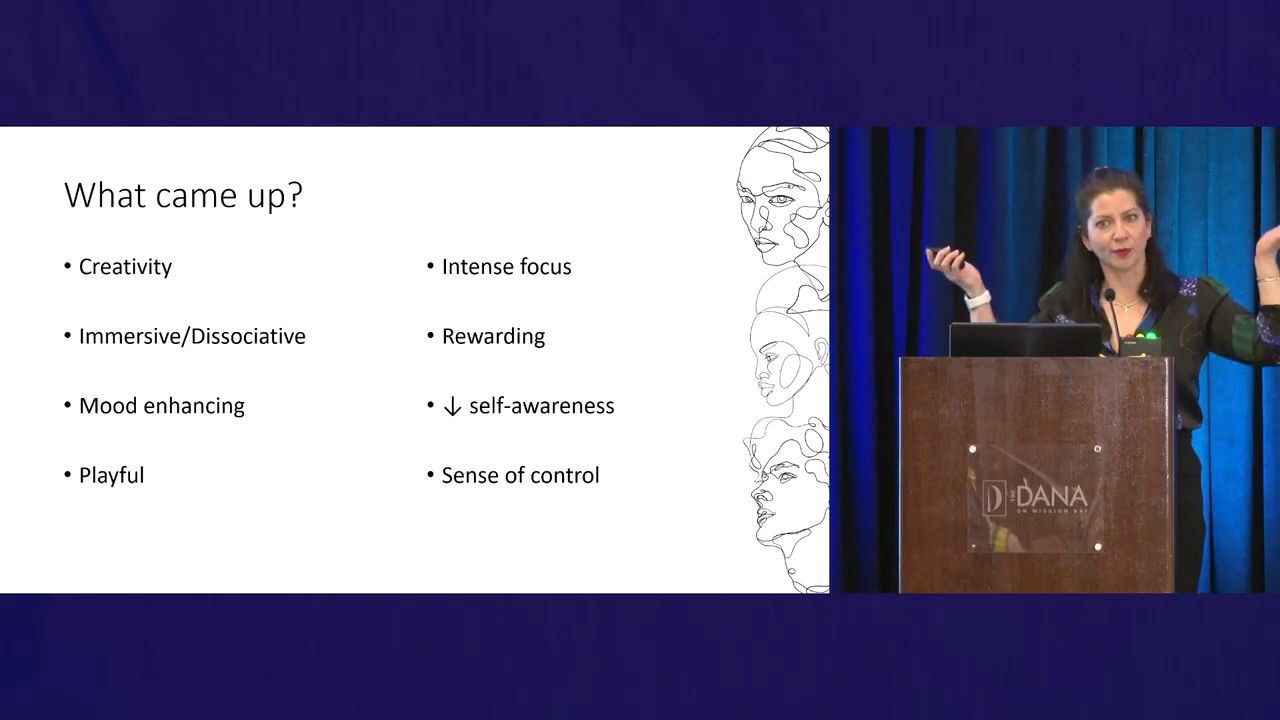 What came up?
• Creativity
• Immersive/Dissociative
• Mood enhancing
• Playful
• Intense focus
• Rewarding
• ↓ self-awareness
• Sense of control
THE DANA
ON MISSION BAY